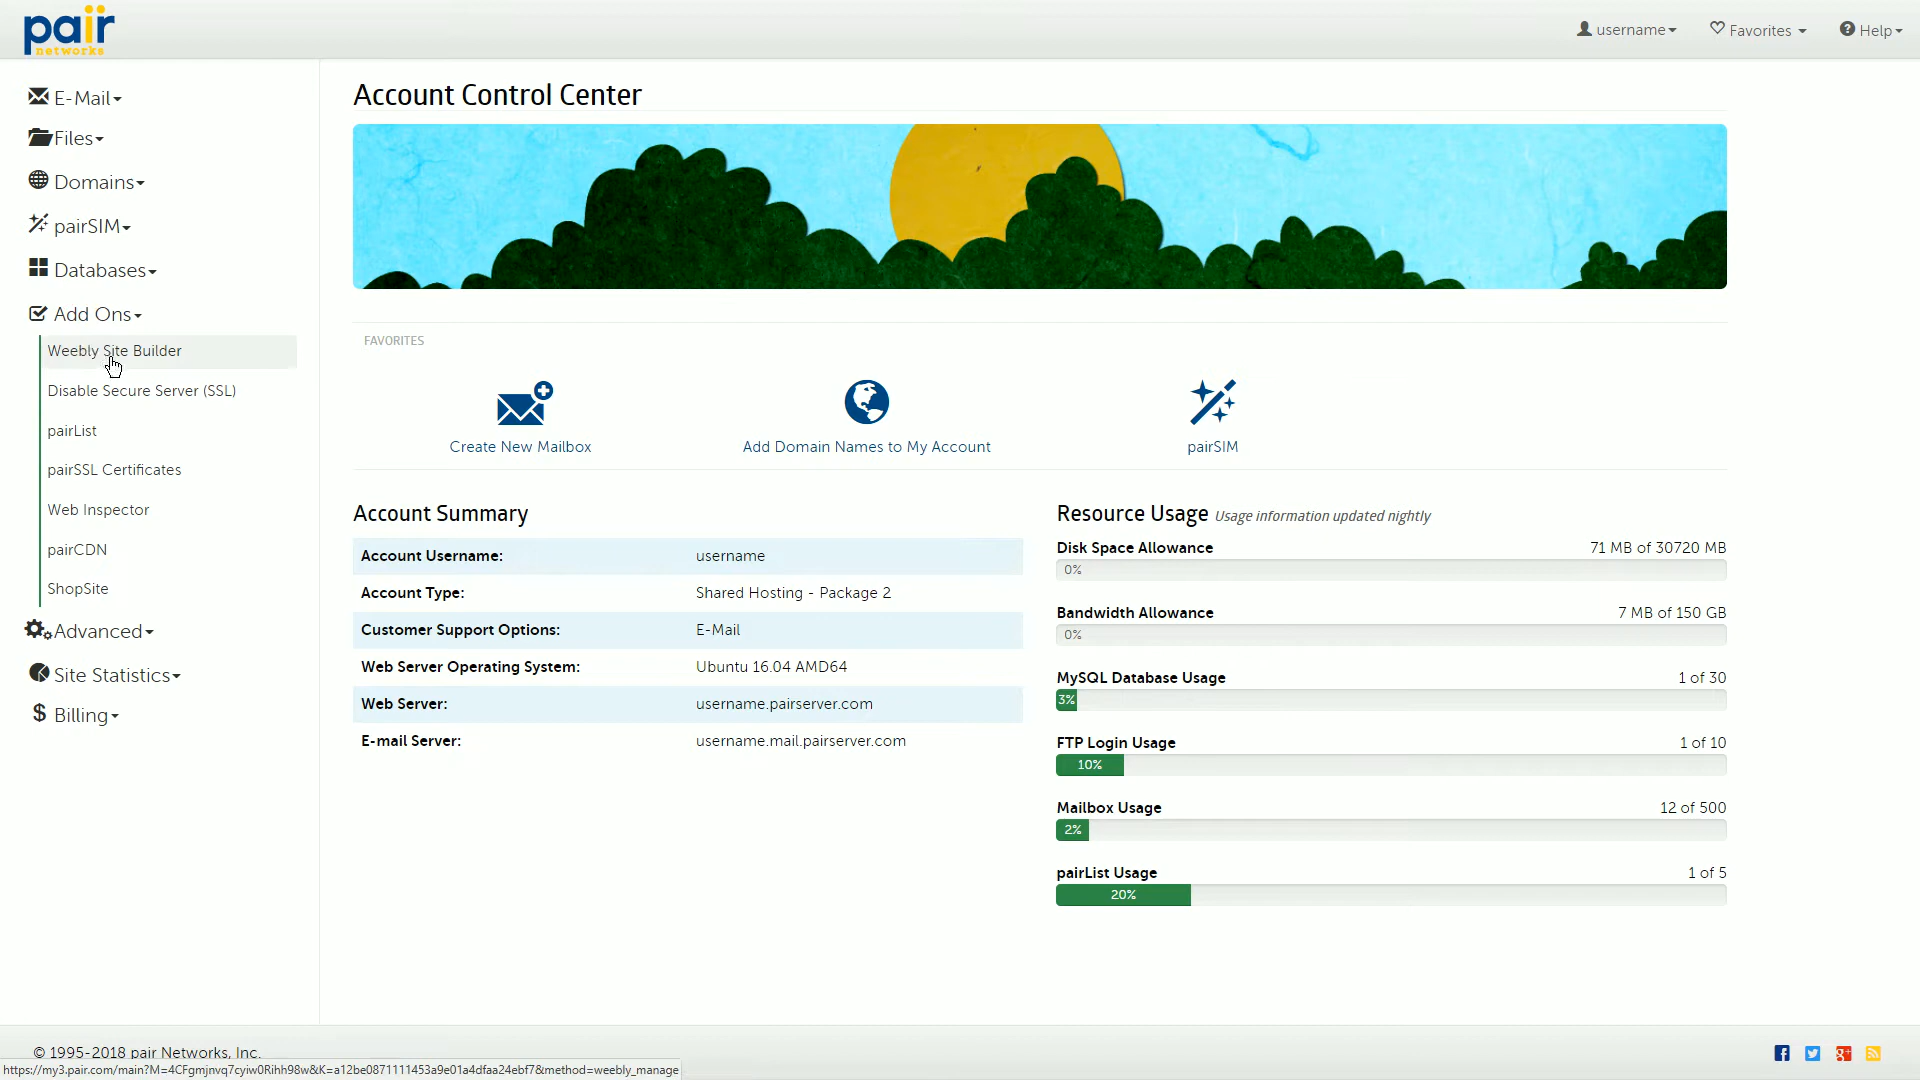 pair
networks
username
Favorites
Help
E-Mail
Files
Domains
pairSIM
Databases
Add Ons
Weebly Site Builder
Disable Secure Server (SSL)
pairList
pairSSL Certificates
Web Inspector
pairCDN
ShopSite
Advanced
Site Statistics
Billing
Account Control Center
FAVORITES
Create New Mailbox
Add Domain Names to My Account
pairSIM
Account Summary
Account Username: username
Account Type: Shared Hosting - Package 2
Customer Support Options: E-Mail
Web Server Operating System: Ubuntu 16.04 AMD64
Web Server: username.pairserver.com
E-mail Server: username.mail.pairserver.com
Resource Usage Usage information updated nightly
Disk Space Allowance 71 MB of 30720 MB
0%
Bandwidth Allowance 7 MB of 150 GB
0%
MySQL Database Usage 1 of 30
3%
FTP Login Usage 1 of 10
10%
Mailbox Usage 12 of 500
2%
pairList Usage 1 of 5
20%
© 1995-2018 pair Networks, Inc.
https://my3.pair.com/main?M=4CFgmjnvq7cyiw0Rihh98w&K=a12be0871111453a9e01a4dfaa24ebf7&method=weebly_manage